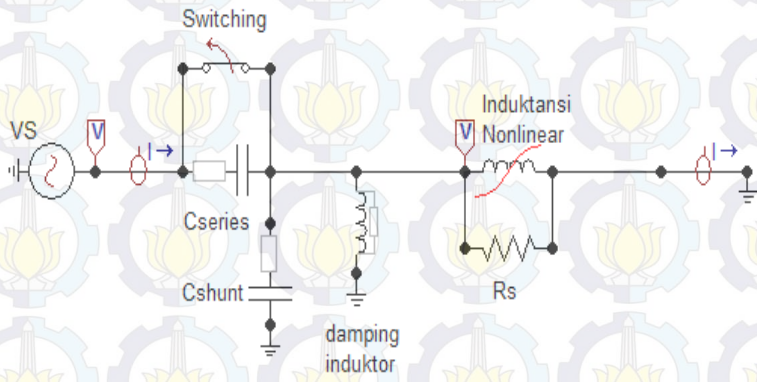 Switching
VS
V
I →
Cseries
Cshunt
damping
induktor
V
Induktansi
Nonlinear
Rs
I →